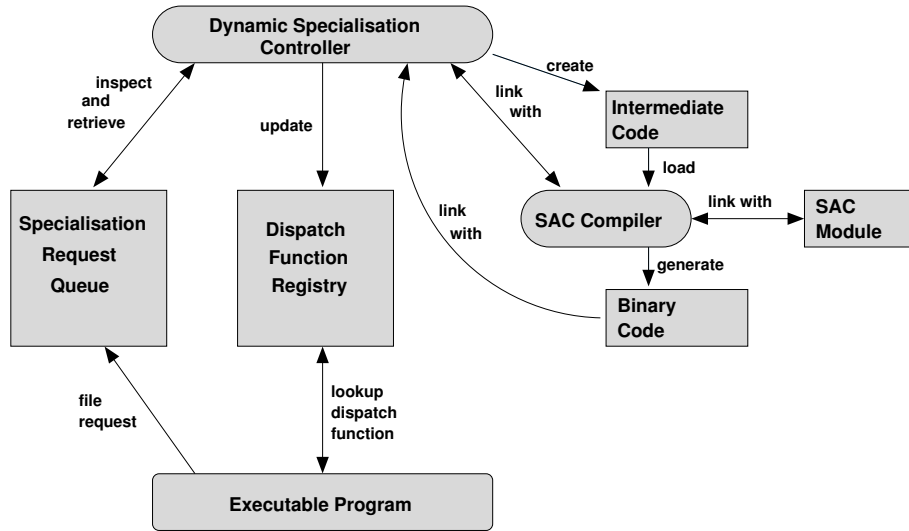 Dynamic Specialisation
Controller
create
inspect
and
retrieve
link
with
update
Intermediate
Code
load
Specialisation
Request
Queue
Dispatch
Function
Registry
link
with
SAC Compiler
link with
SAC
Module
generate
Binary
Code
file
request
lookup
dispatch
function
Executable Program